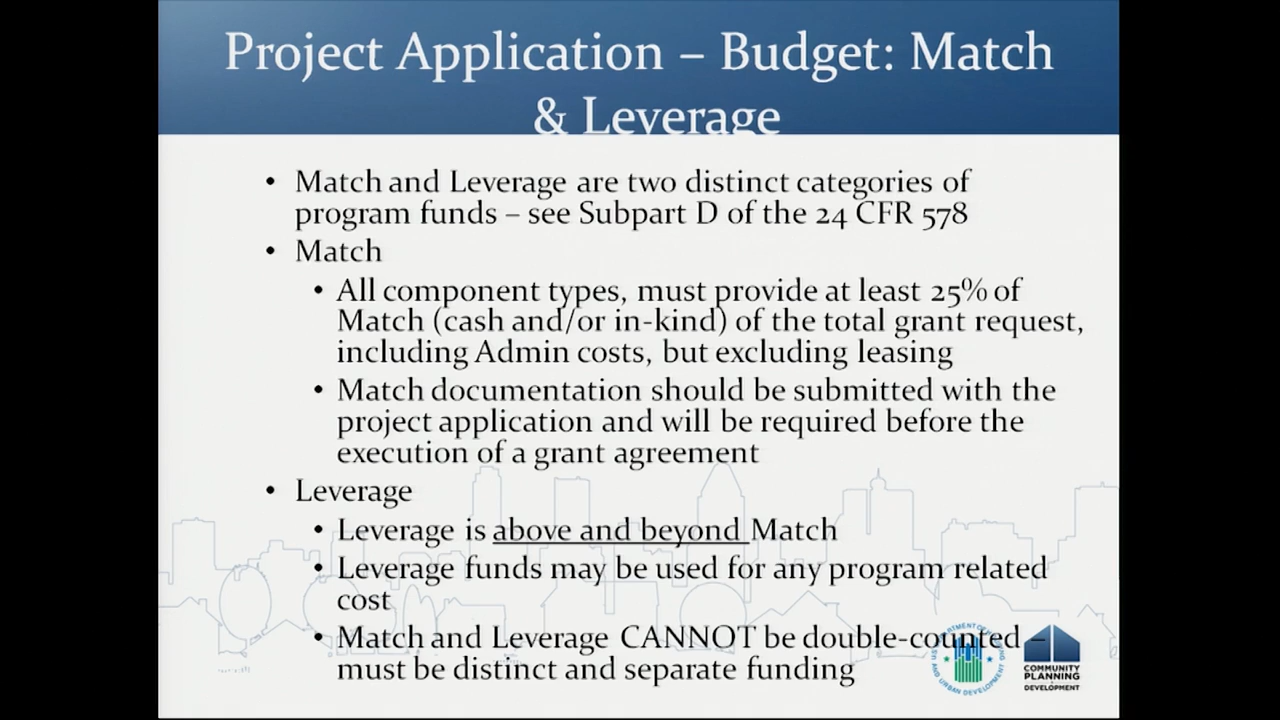 Project Application – Budget: Match
& Leverage
• Match and Leverage are two distinct categories of
program funds – see Subpart D of the 24 CFR 578
• Match
• All component types, must provide at least 25% of
Match (cash and/or in-kind) of the total grant request,
including Admin costs, but excluding leasing
• Match documentation should be submitted with the
project application and will be required before the
execution of a grant agreement
• Leverage
• Leverage is above and beyond Match
• Leverage funds may be used for any program related
cost
• Match and Leverage CANNOT be double-counted –
must be distinct and separate funding
URBAN DEVELOPMENT
COMMUNITY
PLANNING
DEVELOPMENT